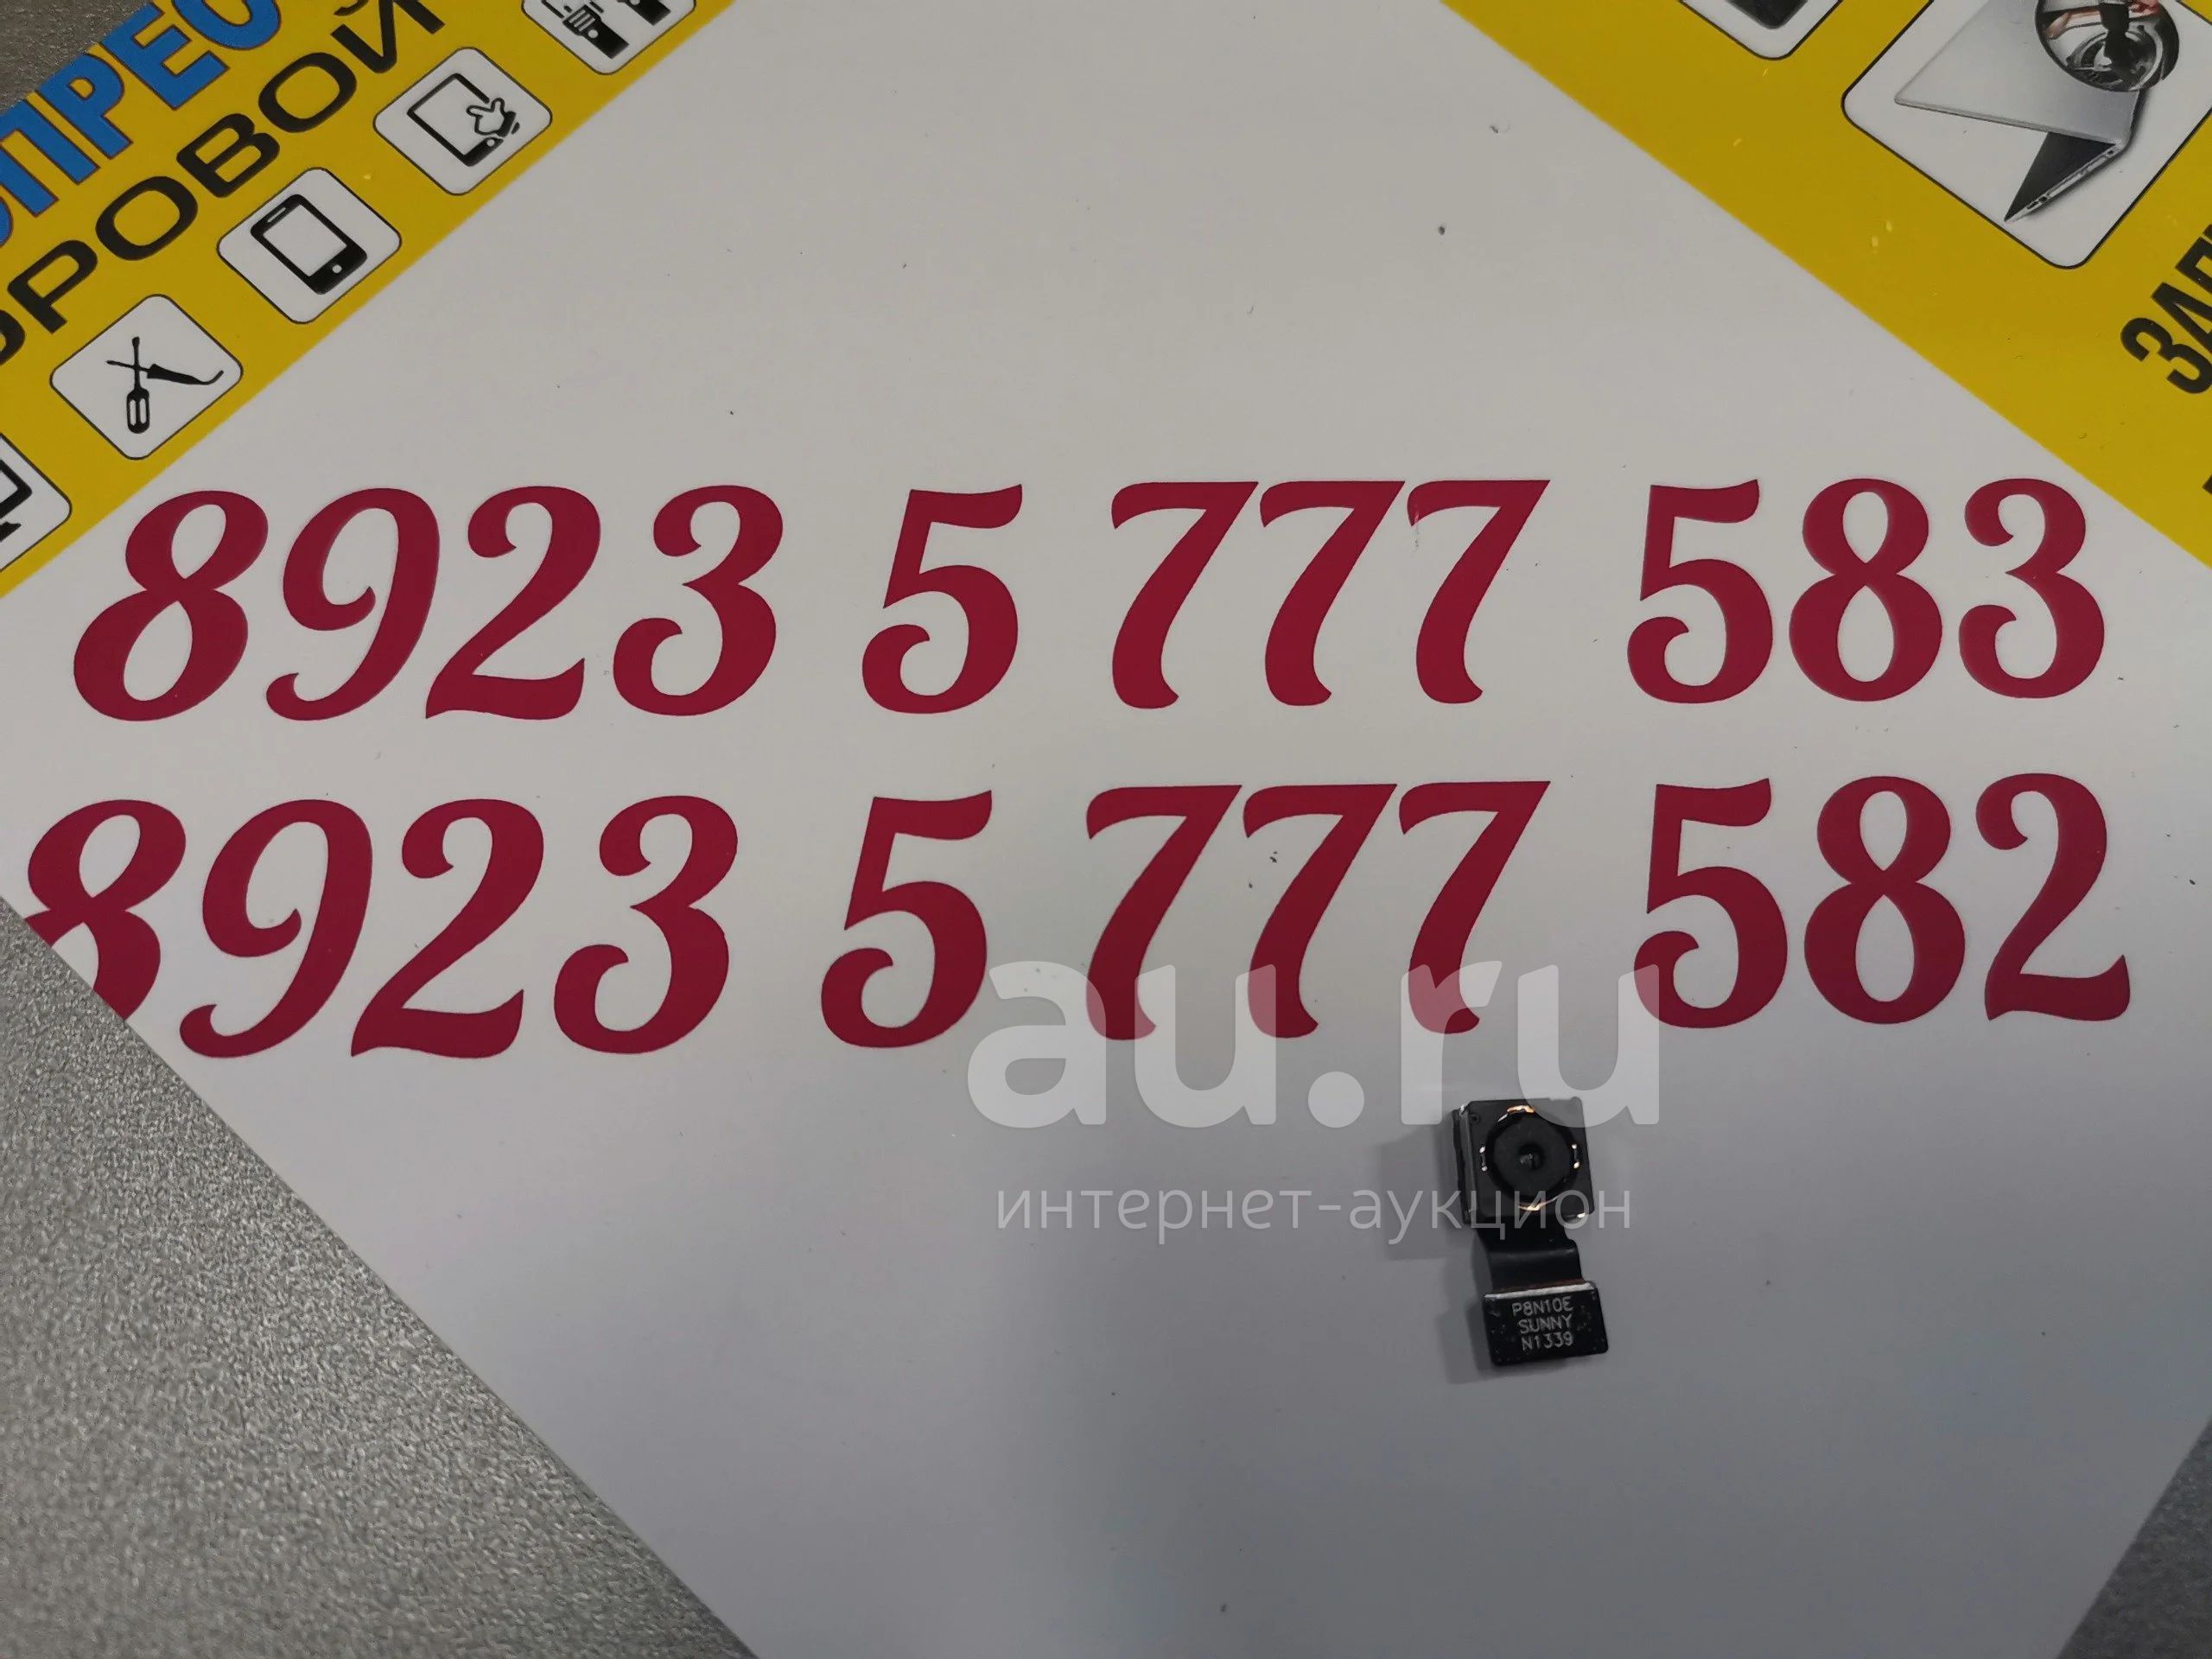 8923 5 777 583
8923 5 777 582
au.ru
интернет-аукцион
P8N10E
SUNNY
N1339